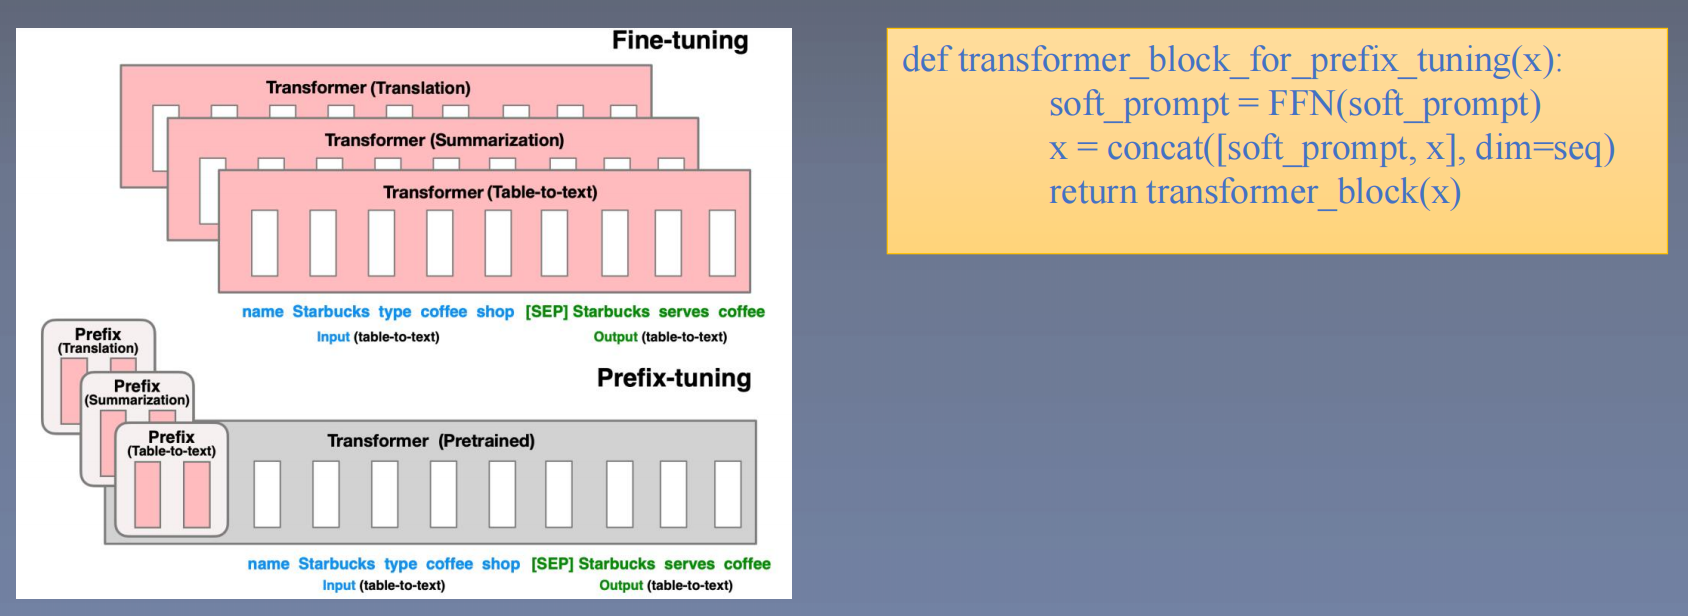 Fine-tuning
Transformer (Translation)
Transformer (Summarization)
Transformer (Table-to-text)
name Starbucks type coffee shop [SEP] Starbucks serves coffee
Input (table-to-text) Output (table-to-text)
Prefix-tuning
Prefix
(Translation)
Prefix
(Summarization)
Prefix
(Table-to-text)
Transformer (Pretrained)
name Starbucks type coffee shop [SEP] Starbucks serves coffee
Input (table-to-text) Output (table-to-text)
def transformer_block_for_prefix_tuning(x):
soft_prompt = FFN(soft_prompt)
x = concat([soft_prompt, x], dim=seq)
return transformer_block(x)